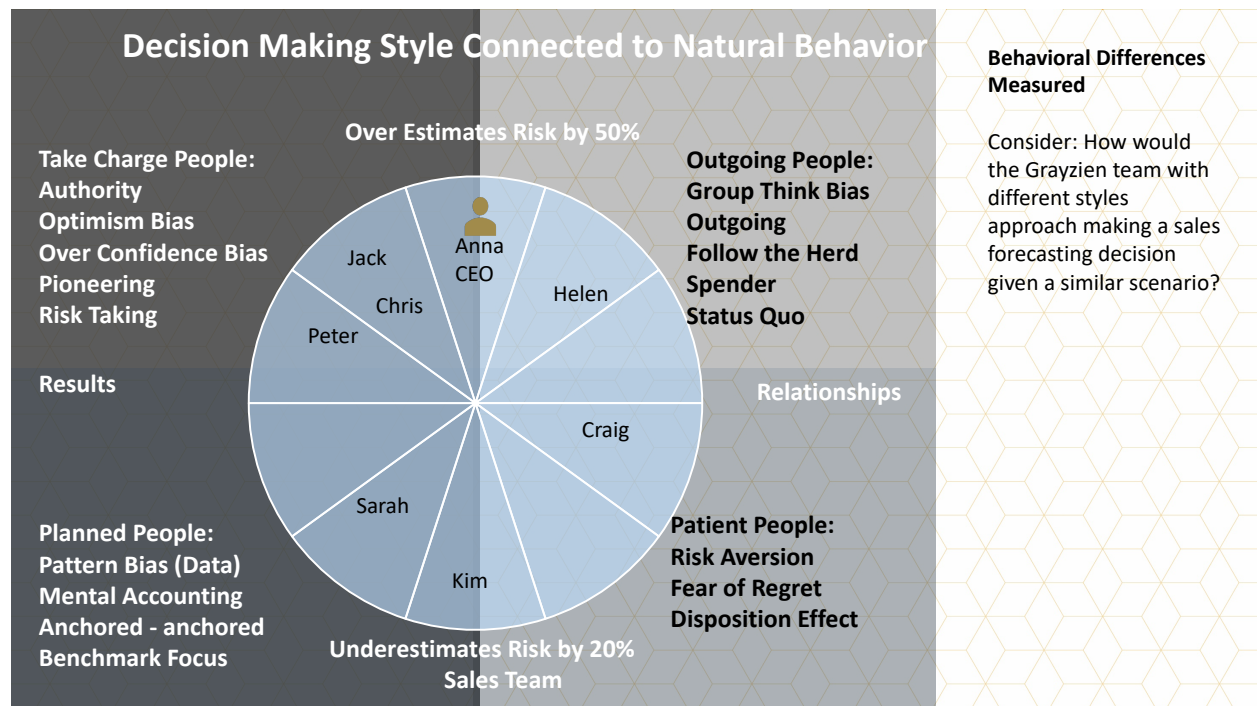 Decision Making Style Connected to Natural Behavior
Over Estimates Risk by 50%
Take Charge People:
Authority
Optimism Bias
Over Confidence Bias
Pioneering
Risk Taking
Outgoing People:
Group Think Bias
Outgoing
Follow the Herd
Spender
Status Quo
Jack
Chris
Peter
Anna
CEO
Helen
Results
Relationships
Craig
Sarah
Kim
Planned People:
Pattern Bias (Data)
Mental Accounting
Anchored - anchored
Benchmark Focus
Patient People:
Risk Aversion
Fear of Regret
Disposition Effect
Underestimates Risk by 20%
Sales Team
Behavioral Differences
Measured
Consider: How would
the Grayzien team with
different styles
approach making a sales
forecasting decision
given a similar scenario?